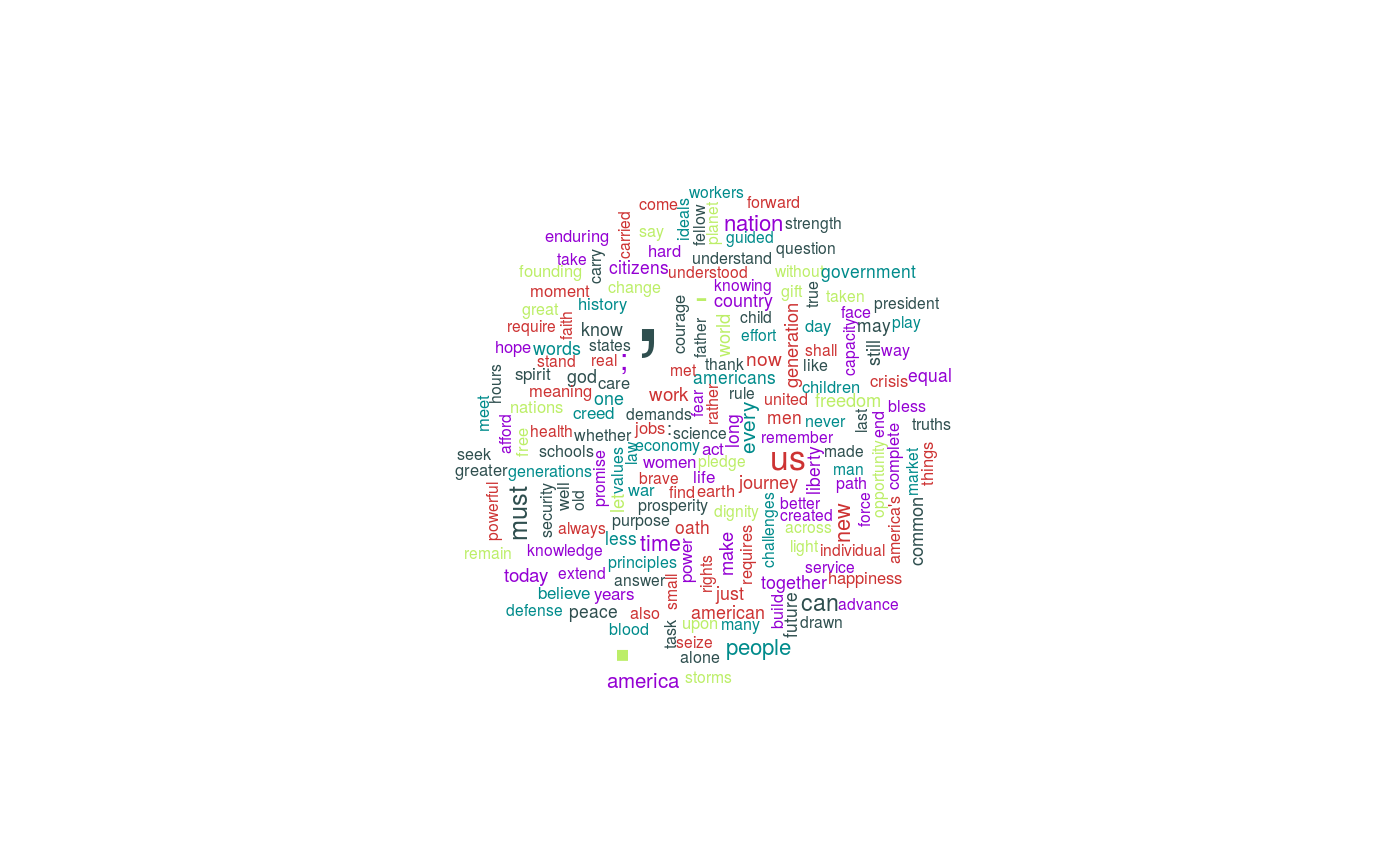 workers
come
ideals
forward
carried
say
fellow
planet
nation
strength
enduring
hard
guided
question
take
carry
citizens
understand
understood
without
government
founding
change
knowing
gift
true
taken
moment
history
-
country
president
great
courage
child
world
generation
face
capacity
may
play
require
faith
know
,
father
effort
day
hope
words
states
;
thank
now
shall
still
way
stand
real
met
like
hours
spirit
god
care
americans
children
crisis
equal
meaning
one
work
fear
rather
rule
united
freedom
bless
meet
nations
creed
demands
every
men
never
last
end
truths
afford
free
health
whether
jobs
:
science
long
remember
seek
schools
law
economy
act
liberty
made
complete
greater
generations
promise
values
women
pledge
us
man
opportunity
market
things
brave
life
journey
path
powerful
must
security
well
old
let
war
find
earth
better
force
america's
common
prosperity
dignity
challenges
created
new
always
purpose
oath
across
remain
knowledge
less
time
power
make
requires
light
individual
principles
service
today
extend
answer
rights
together
happiness
believe
years
small
just
build
future
can
advance
defense
peace
also
american
drawn
blood
task
upon
many
seize
.
alone
people
america
storms